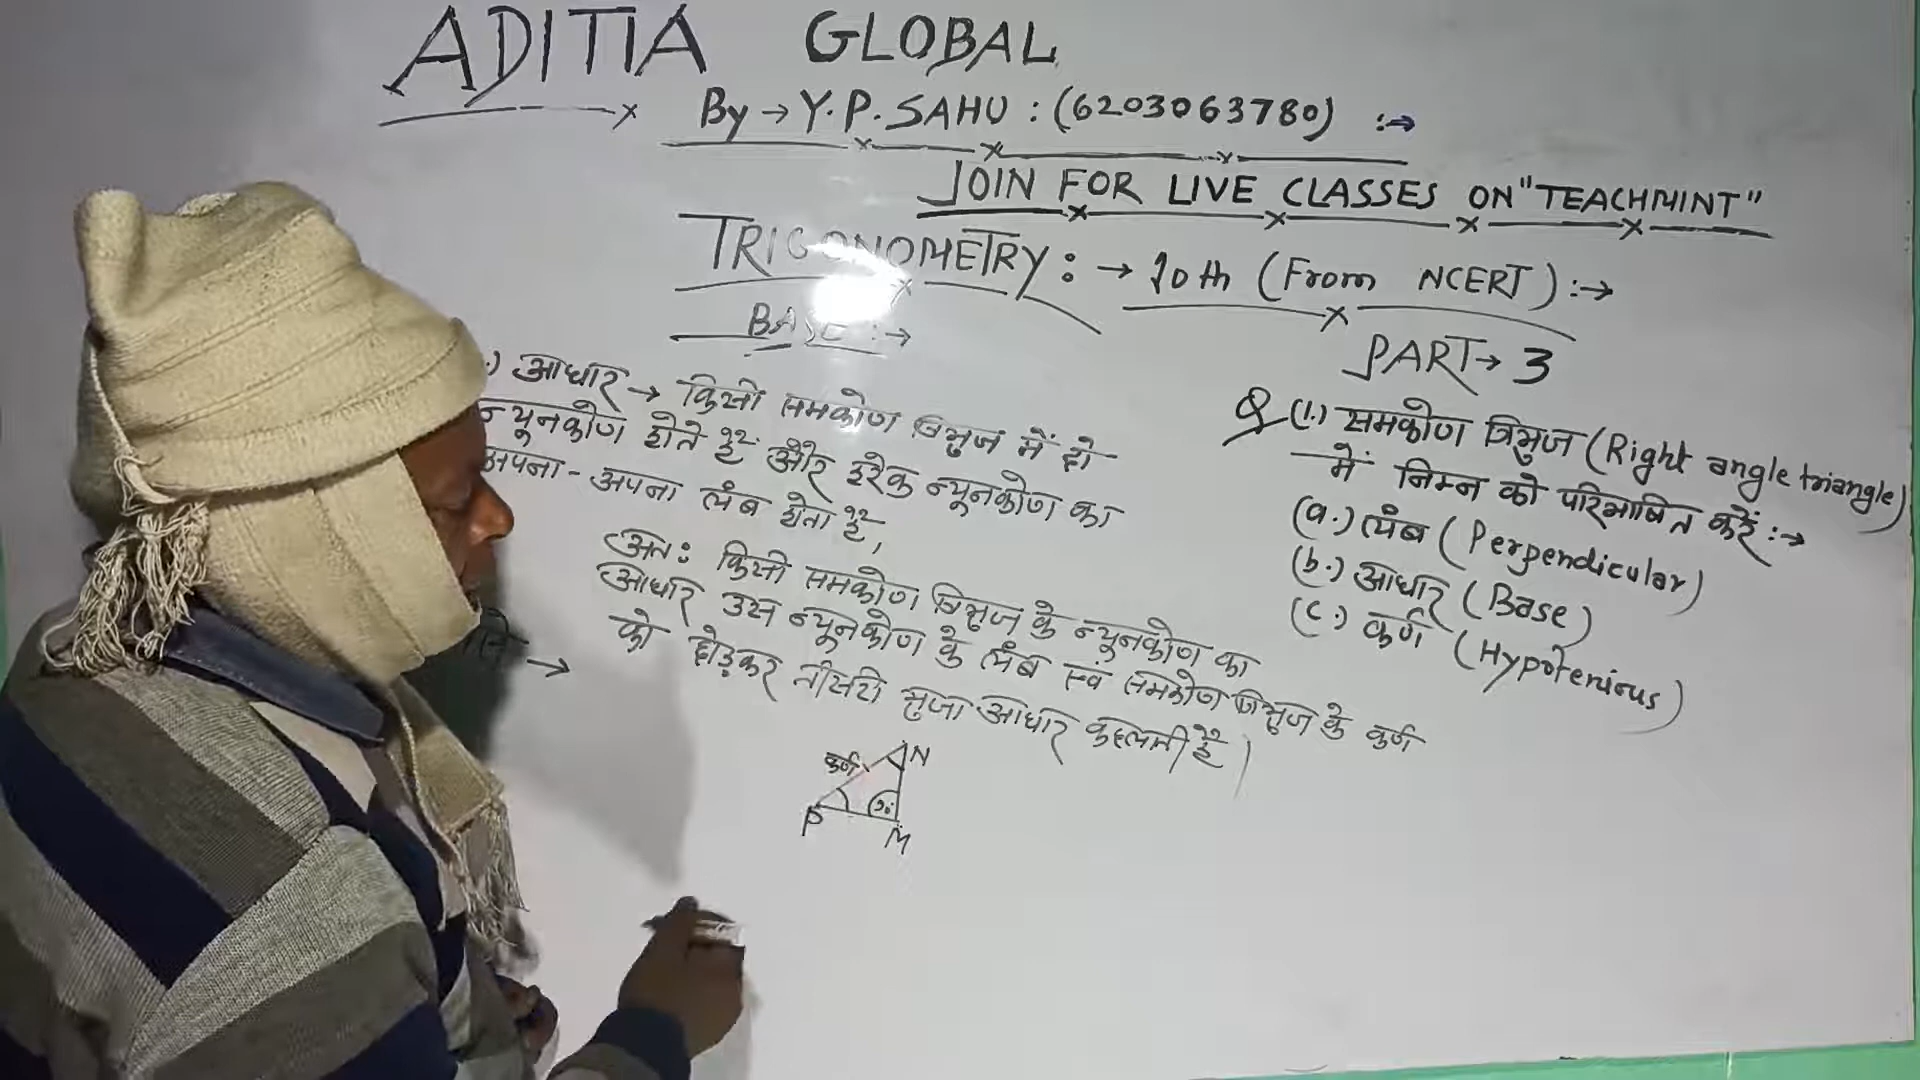 ADITIA GLOBAL
By → Y.P. SAHU : (6203063780) :→
JOIN FOR LIVE CLASSES ON "TEACHMINT"
TRIGONOMETRY : → 10th (From NCERT) :→
PART → 3
BASE :→
.) आधार → किसी समकोण त्रिभुज में दो
न्यूनकोण होते हैं और हरेक न्यूनकोण का
अपना - अपना लंब होता है,
अतः किसी समकोण त्रिभुज के न्यूनकोण का
आधार उस न्यूनकोण के लंब एवं समकोण त्रिभुज के कर्ण
को छोड़कर तीसरी भुजा आधार कहलाती है।
→
कर्ण
N
P
90°
M
Q (1.) समकोण त्रिभुज (Right angle triangle)
में निम्न को परिभाषित करें :→
(a.) लंब (Perpendicular)
(b.) आधार (Base)
(c.) कर्ण (Hypotenious)